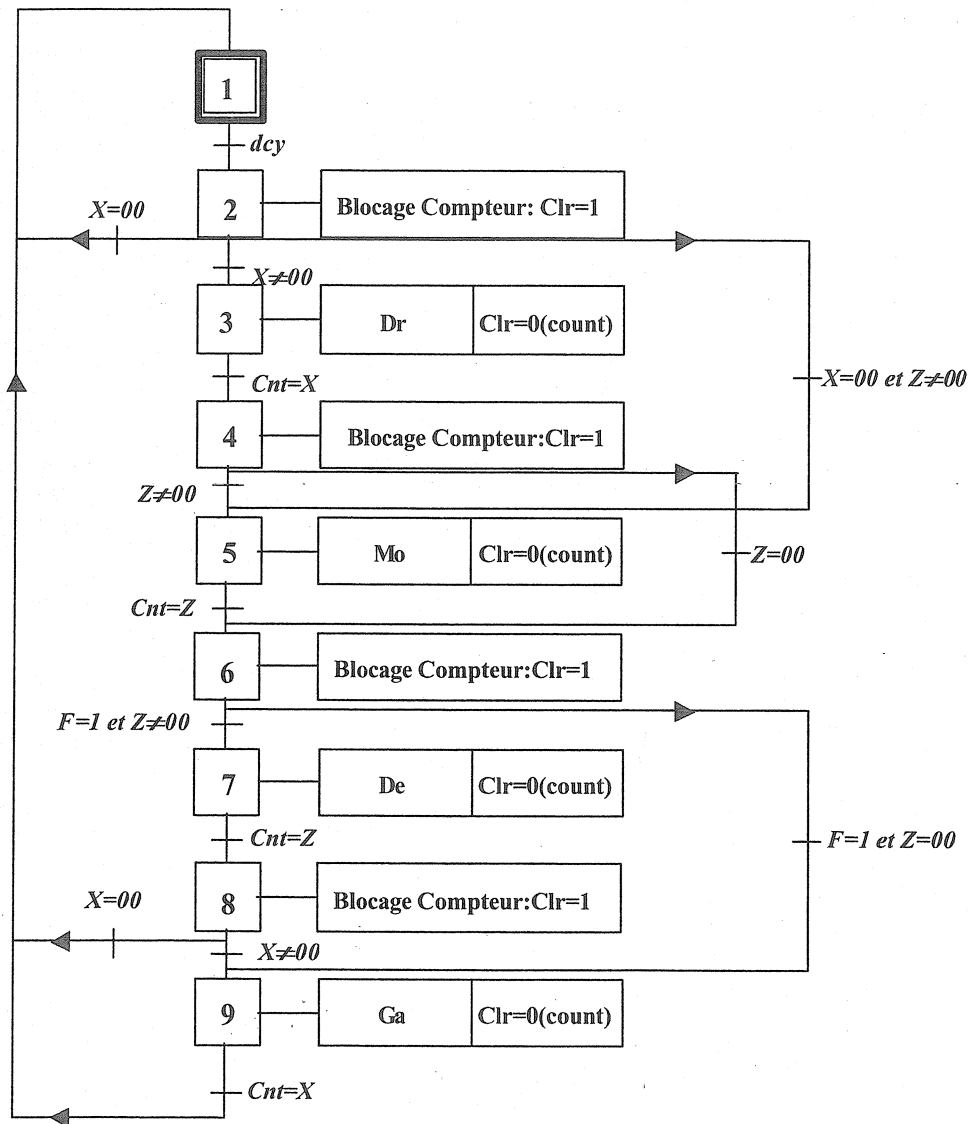 1
dcy
2
Blocage Compteur: Clr=1
X=00
X≠00
3
Dr
Clr=0(count)
X=00 et Z≠00
Cnt=X
4
Blocage Compteur:Clr=1
Z≠00
5
Mo
Clr=0(count)
Z=00
Cnt=Z
6
Blocage Compteur:Clr=1
F=1 et Z≠00
7
De
Clr=0(count)
Cnt=Z
F=1 et Z=00
8
Blocage Compteur:Clr=1
X=00
X≠00
9
Ga
Clr=0(count)
Cnt=X